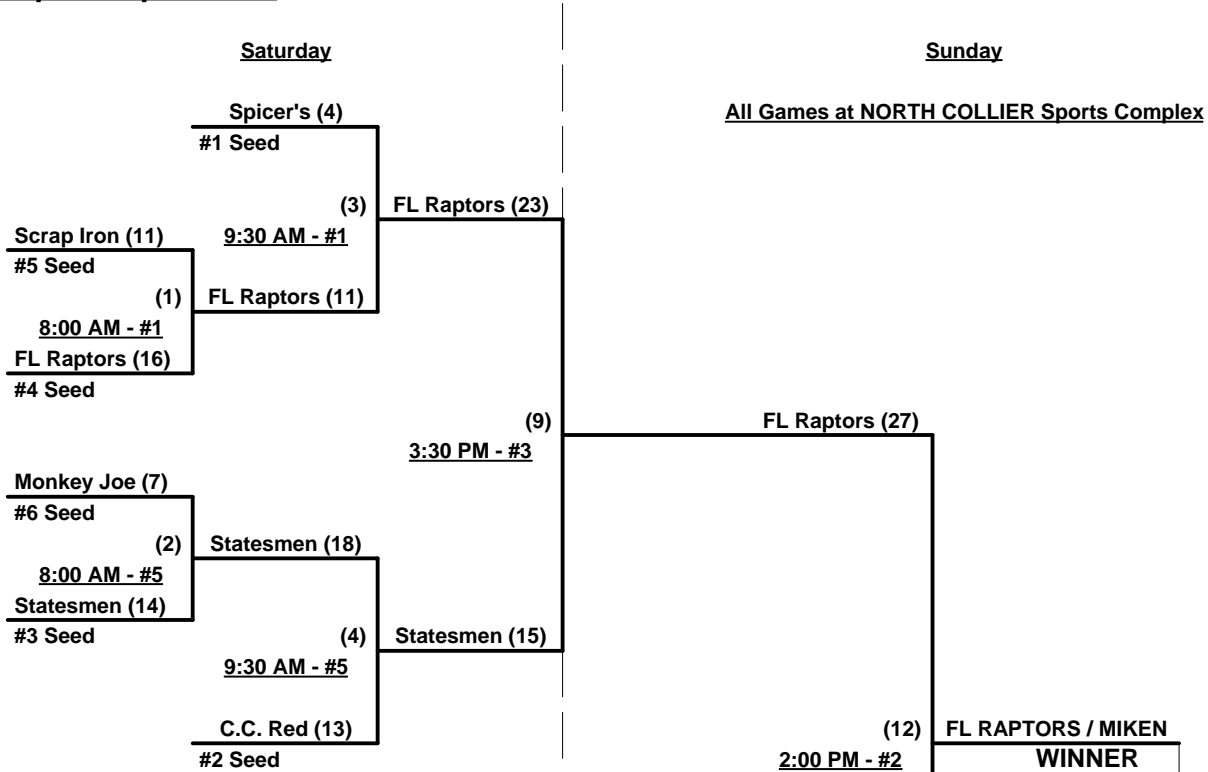 Saturday
Sunday
Spicer's (4)
All Games at NORTH COLLIER Sports Complex
#1 Seed
(3)
FL Raptors (23)
Scrap Iron (11)
9:30 AM - #1
#5 Seed
(1)
FL Raptors (11)
8:00 AM - #1
FL Raptors (16)
#4 Seed
(9)
FL Raptors (27)
3:30 PM - #3
Monkey Joe (7)
#6 Seed
(2)
Statesmen (18)
8:00 AM - #5
Statesmen (14)
#3 Seed
(4)
Statesmen (15)
9:30 AM - #5
C.C. Red (13)
(12)
FL RAPTORS / MIKEN
#2 Seed
2:00 PM - #2
WINNER